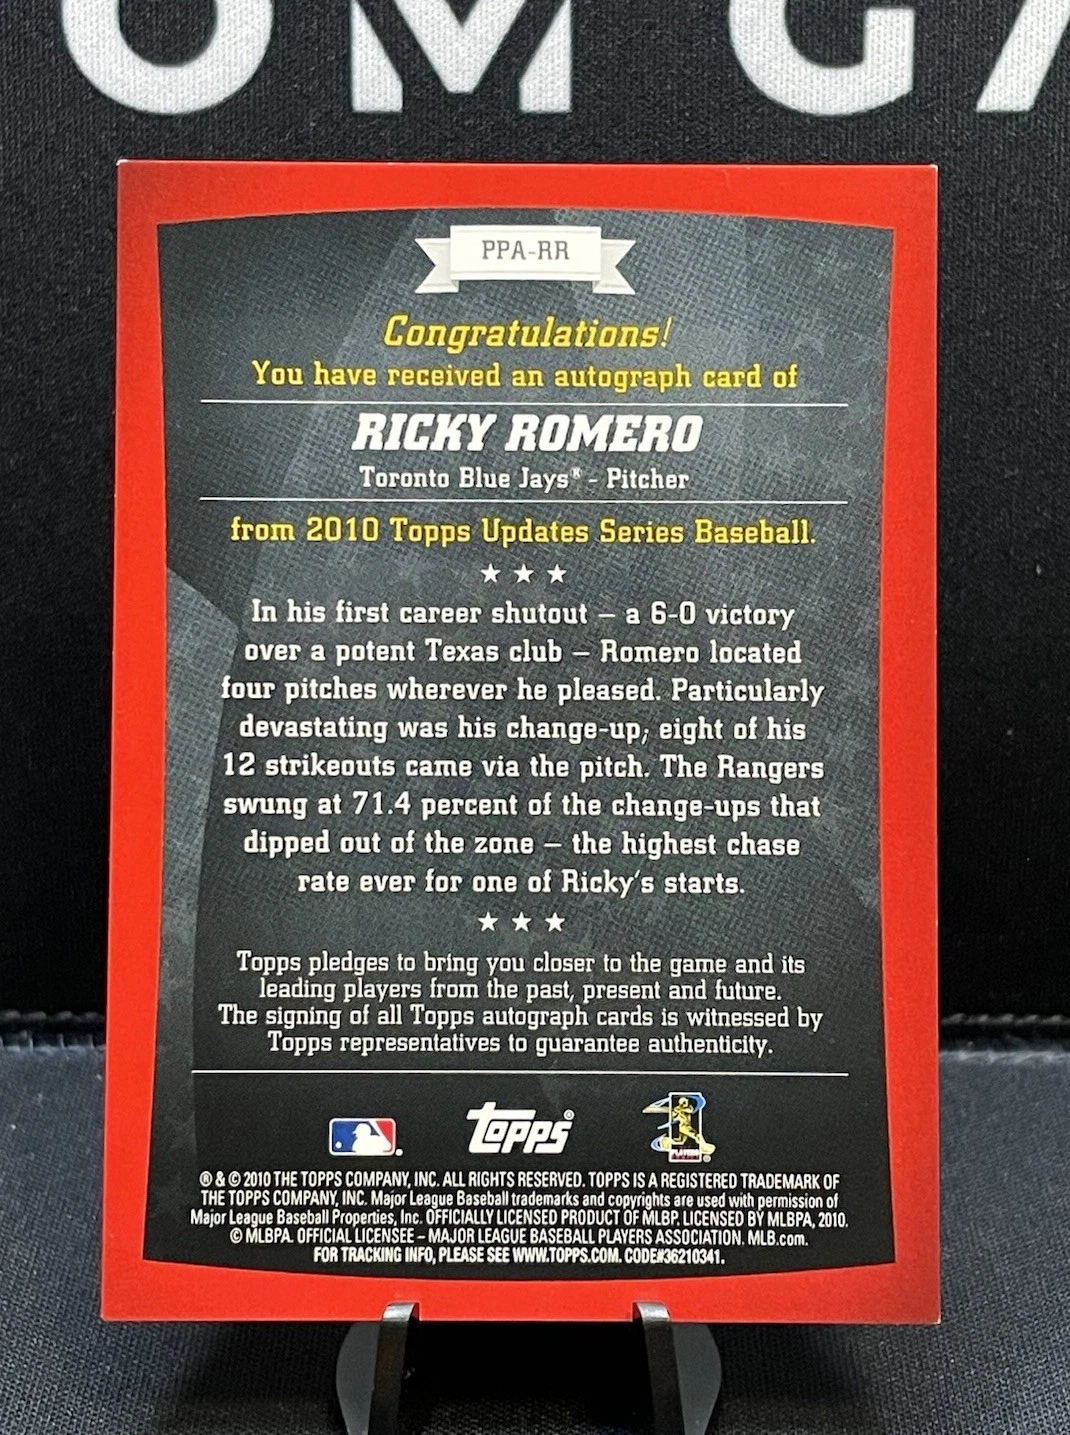 OM GA
PPA-RR
Congratulations!
You have received an autograph card of
RICKY ROMERO
Toronto Blue Jays® - Pitcher
from 2010 Topps Updates Series Baseball.
★ ★ ★
In his first career shutout – a 6-0 victory
over a potent Texas club – Romero located
four pitches wherever he pleased. Particularly
devastating was his change-up; eight of his
12 strikeouts came via the pitch. The Rangers
swung at 71.4 percent of the change-ups that
dipped out of the zone – the highest chase
rate ever for one of Ricky's starts.
★ ★ ★
Topps pledges to bring you closer to the game and its
leading players from the past, present and future.
The signing of all Topps autograph cards is witnessed by
Topps representatives to guarantee authenticity.
topps®
PLAYERS
® & © 2010 THE TOPPS COMPANY, INC. ALL RIGHTS RESERVED. TOPPS IS A REGISTERED TRADEMARK OF
THE TOPPS COMPANY, INC. Major League Baseball trademarks and copyrights are used with permission of
Major League Baseball Properties, Inc. OFFICIALLY LICENSED PRODUCT OF MLBP. LICENSED BY MLBPA, 2010.
© MLBPA. OFFICIAL LICENSEE – MAJOR LEAGUE BASEBALL PLAYERS ASSOCIATION. MLB.com.
FOR TRACKING INFO, PLEASE SEE WWW.TOPPS.COM. CODE#36210341.